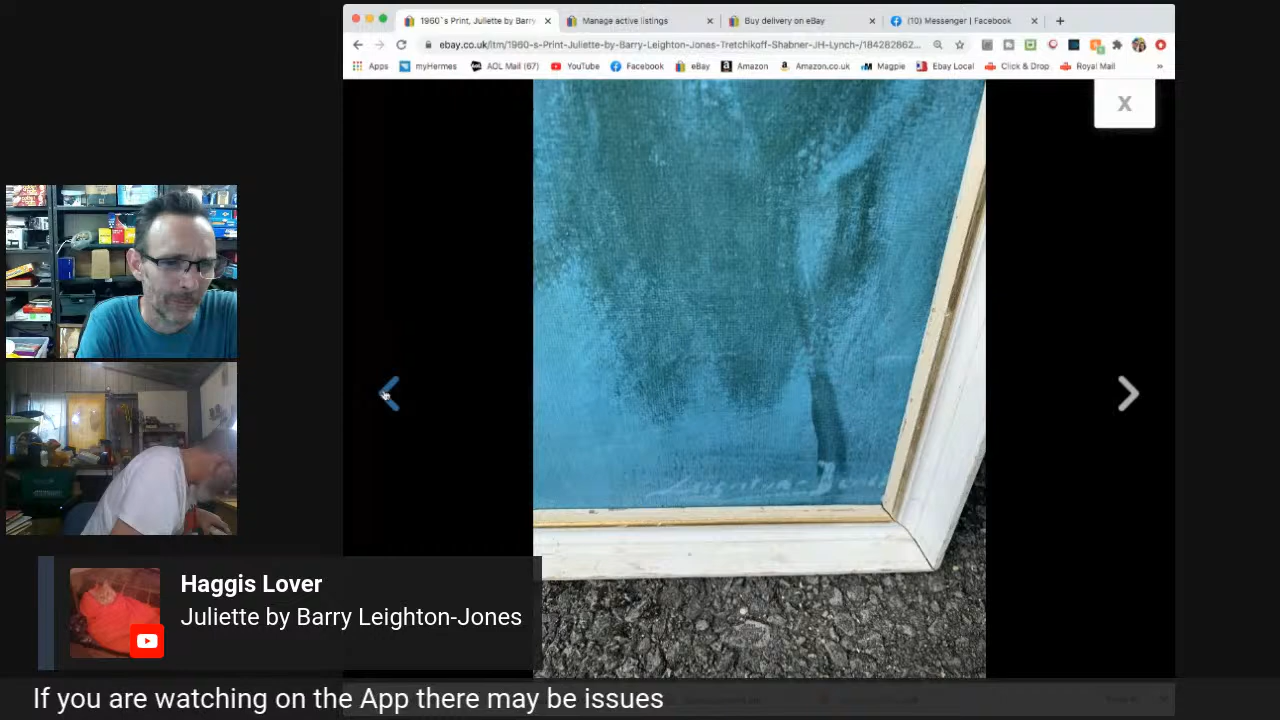 1960`s Print, Juliette by Barry
Manage active listings
Buy delivery on eBay
(10) Messenger | Facebook
ebay.co.uk/itm/1960-s-Print-Juliette-by-Barry-Leighton-Jones-Tretchikoff-Shabner-JH-Lynch-/184282862...
Apps
myHermes
AOL Mail (67)
YouTube
Facebook
eBay
Amazon
Amazon.co.uk
Magpie
Ebay Local
Click & Drop
Royal Mail
»
X
Leighton-Jones
Haggis Lover
Juliette by Barry Leighton-Jones
If you are watching on the App there may be issues